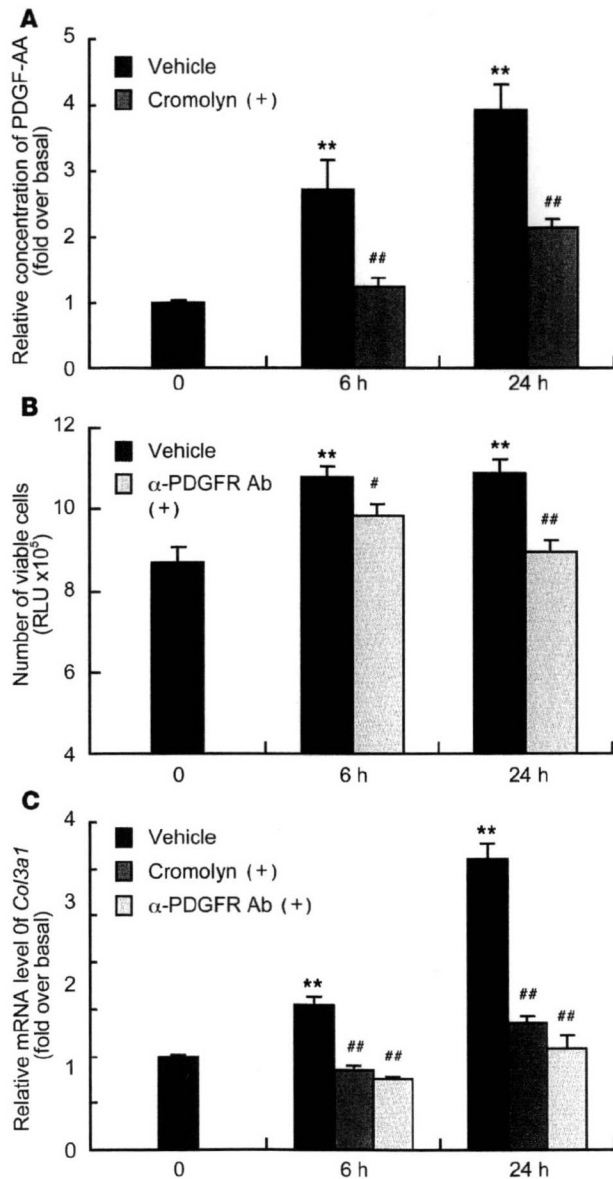 A
Relative concentration of PDGF-AA
(fold over basal)
5
4
3
2
1
0
Vehicle
Cromolyn (+)
**
##
**
##
0
6 h
24 h
B
Number of viable cells
(RLU x10⁵)
12
10
8
6
4
Vehicle
α-PDGFR Ab
(+)
**
#
**
##
0
6 h
24 h
C
Relative mRNA level 0f Col3a1
(fold over basal)
4
3
2
1
0
Vehicle
Cromolyn (+)
α-PDGFR Ab (+)
**
##
##
**
##
##
0
6 h
24 h